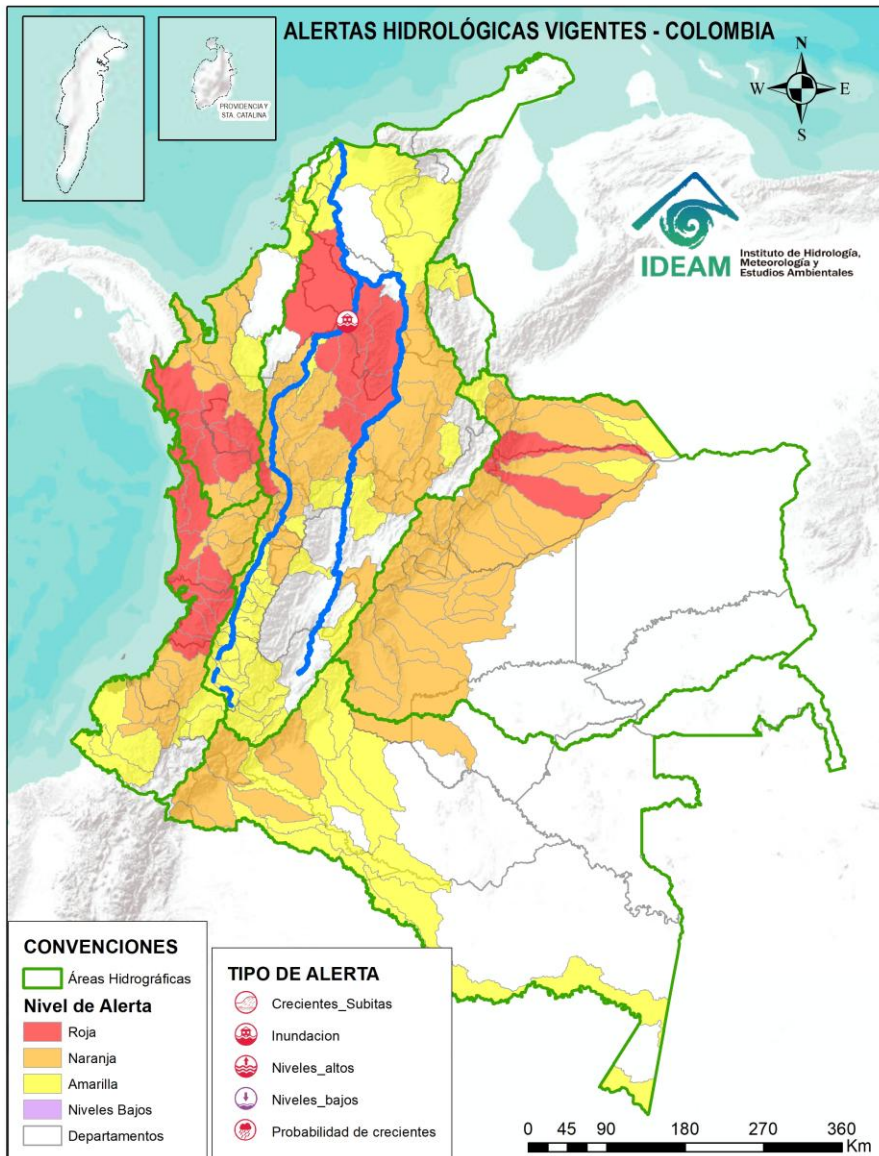 ALERTAS HIDROLÓGICAS VIGENTES - COLOMBIA
PROVIDENCIA Y
STA. CATALINA
N
W
E
S
IDEAM
Instituto de Hidrología,
Meteorología y
Estudios Ambientales
CONVENCIONES
Áreas Hidrográficas
Nivel de Alerta
Roja
Naranja
Amarilla
Niveles Bajos
Departamentos
TIPO DE ALERTA
Crecientes_Subitas
Inundacion
Niveles_altos
Niveles_bajos
Probabilidad de crecientes
0 45 90 180 270 360
Km